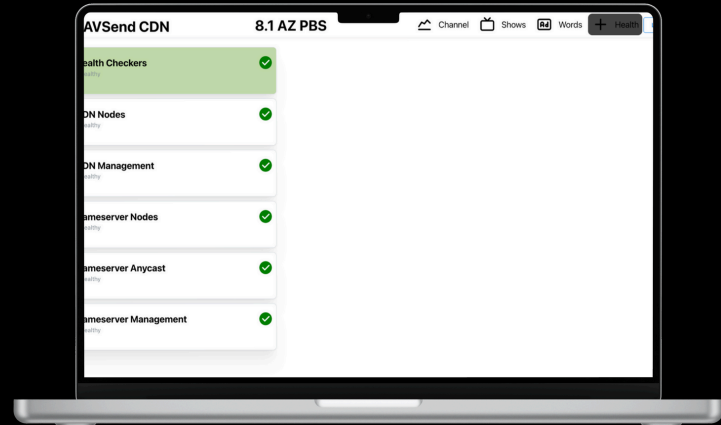 AVSend CDN
8.1 AZ PBS
Channel
Shows
Ad
Words
Health
ealth Checkers
ealthy
DN Nodes
ealthy
DN Management
ealthy
ameserver Nodes
ealthy
ameserver Anycast
ealthy
ameserver Management
ealthy